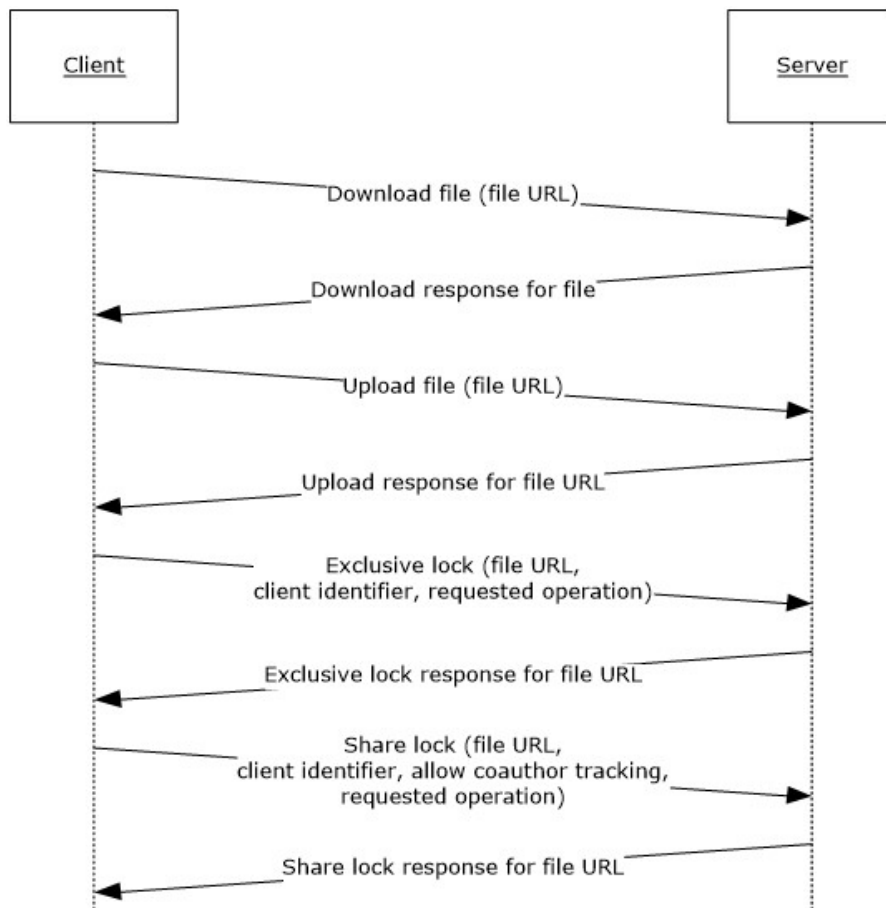 Client
Server
Download file (file URL)
Download response for file
Upload file (file URL)
Upload response for file URL
Exclusive lock (file URL,
client identifier, requested operation)
Exclusive lock response for file URL
Share lock (file URL,
client identifier, allow coauthor tracking,
requested operation)
Share lock response for file URL